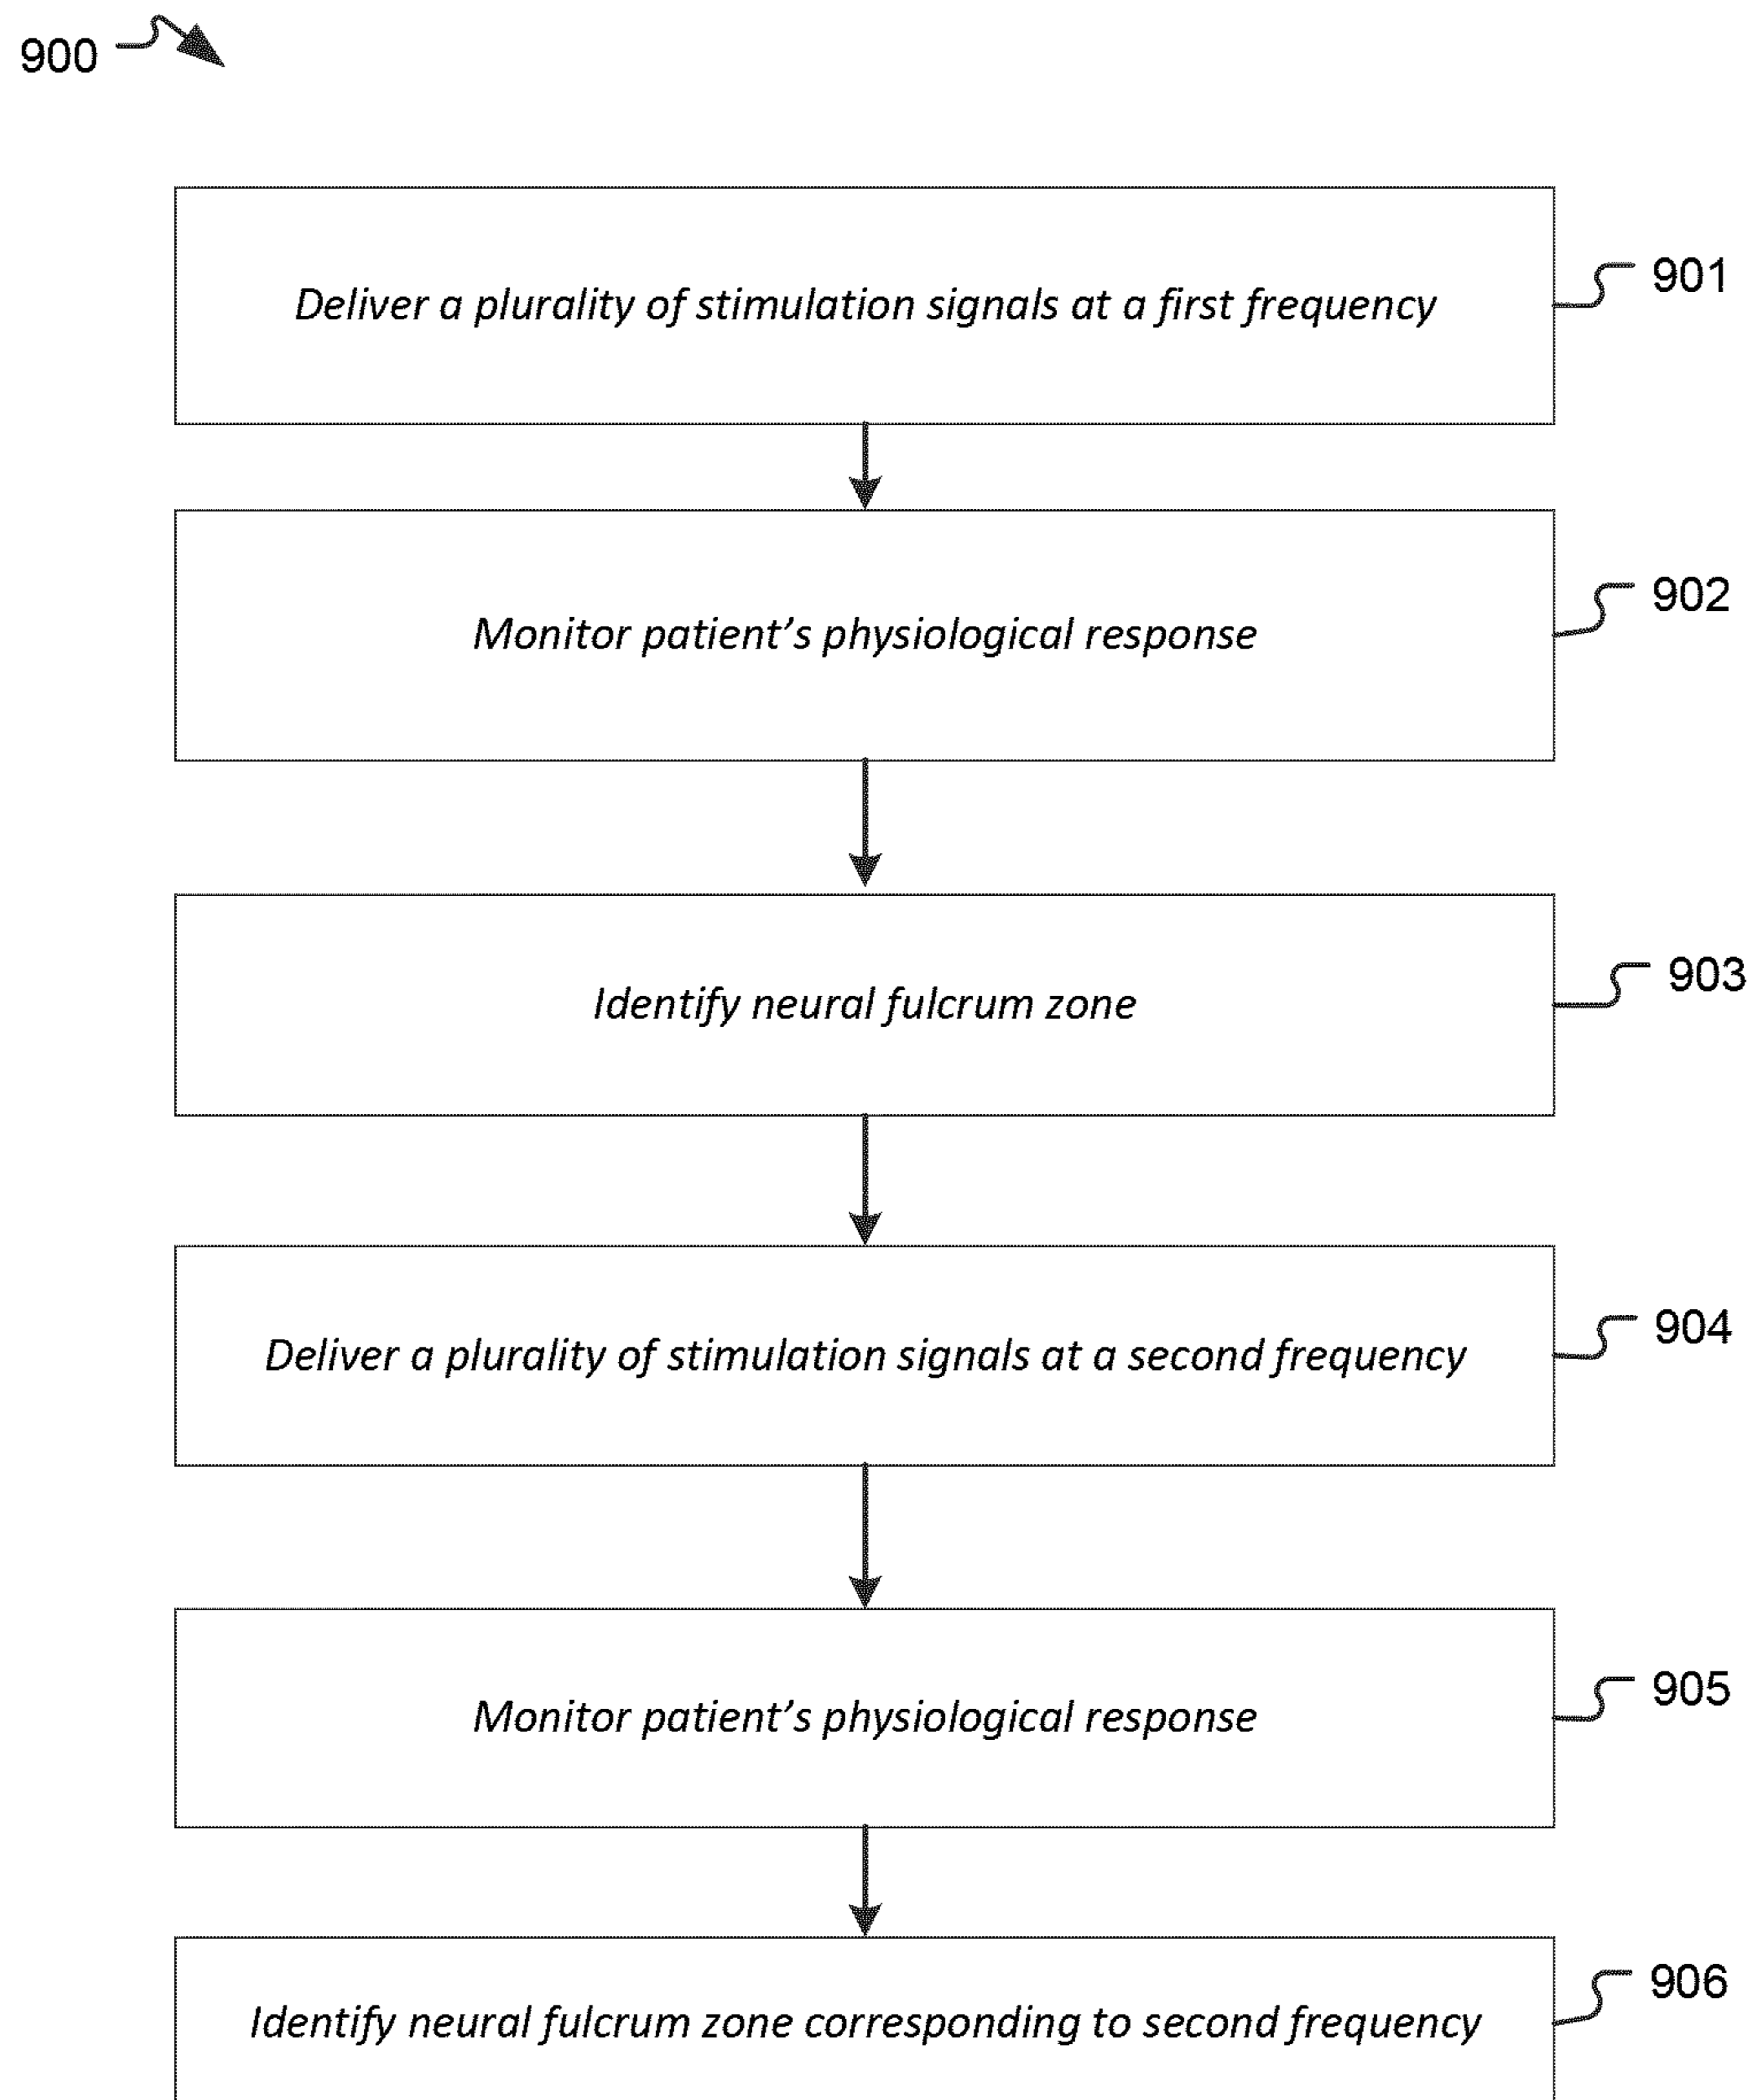 900
Deliver a plurality of stimulation signals at a first frequency
901
Monitor patient’s physiological response
902
Identify neural fulcrum zone
903
Deliver a plurality of stimulation signals at a second frequency
904
Monitor patient’s physiological response
905
Identify neural fulcrum zone corresponding to second frequency
906